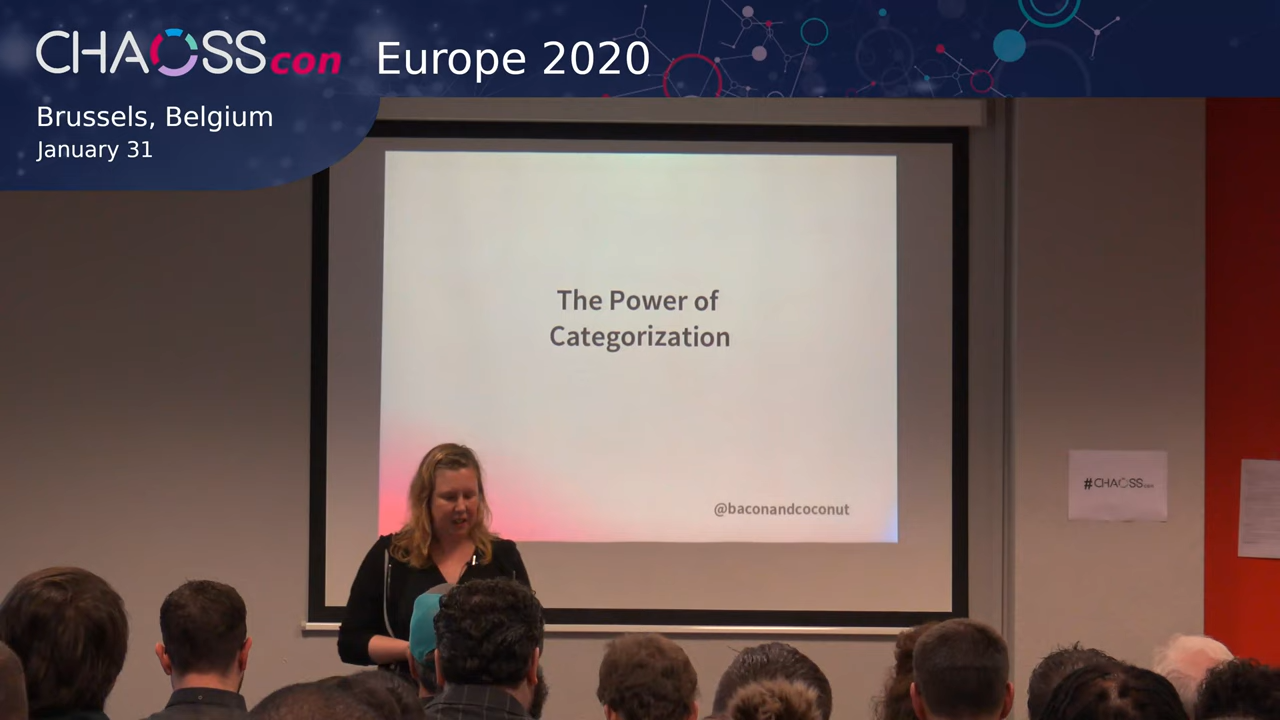 CHAOSScon Europe 2020
Brussels, Belgium
January 31
The Power of
Categorization
@baconandcoconut
#CHAOSScon